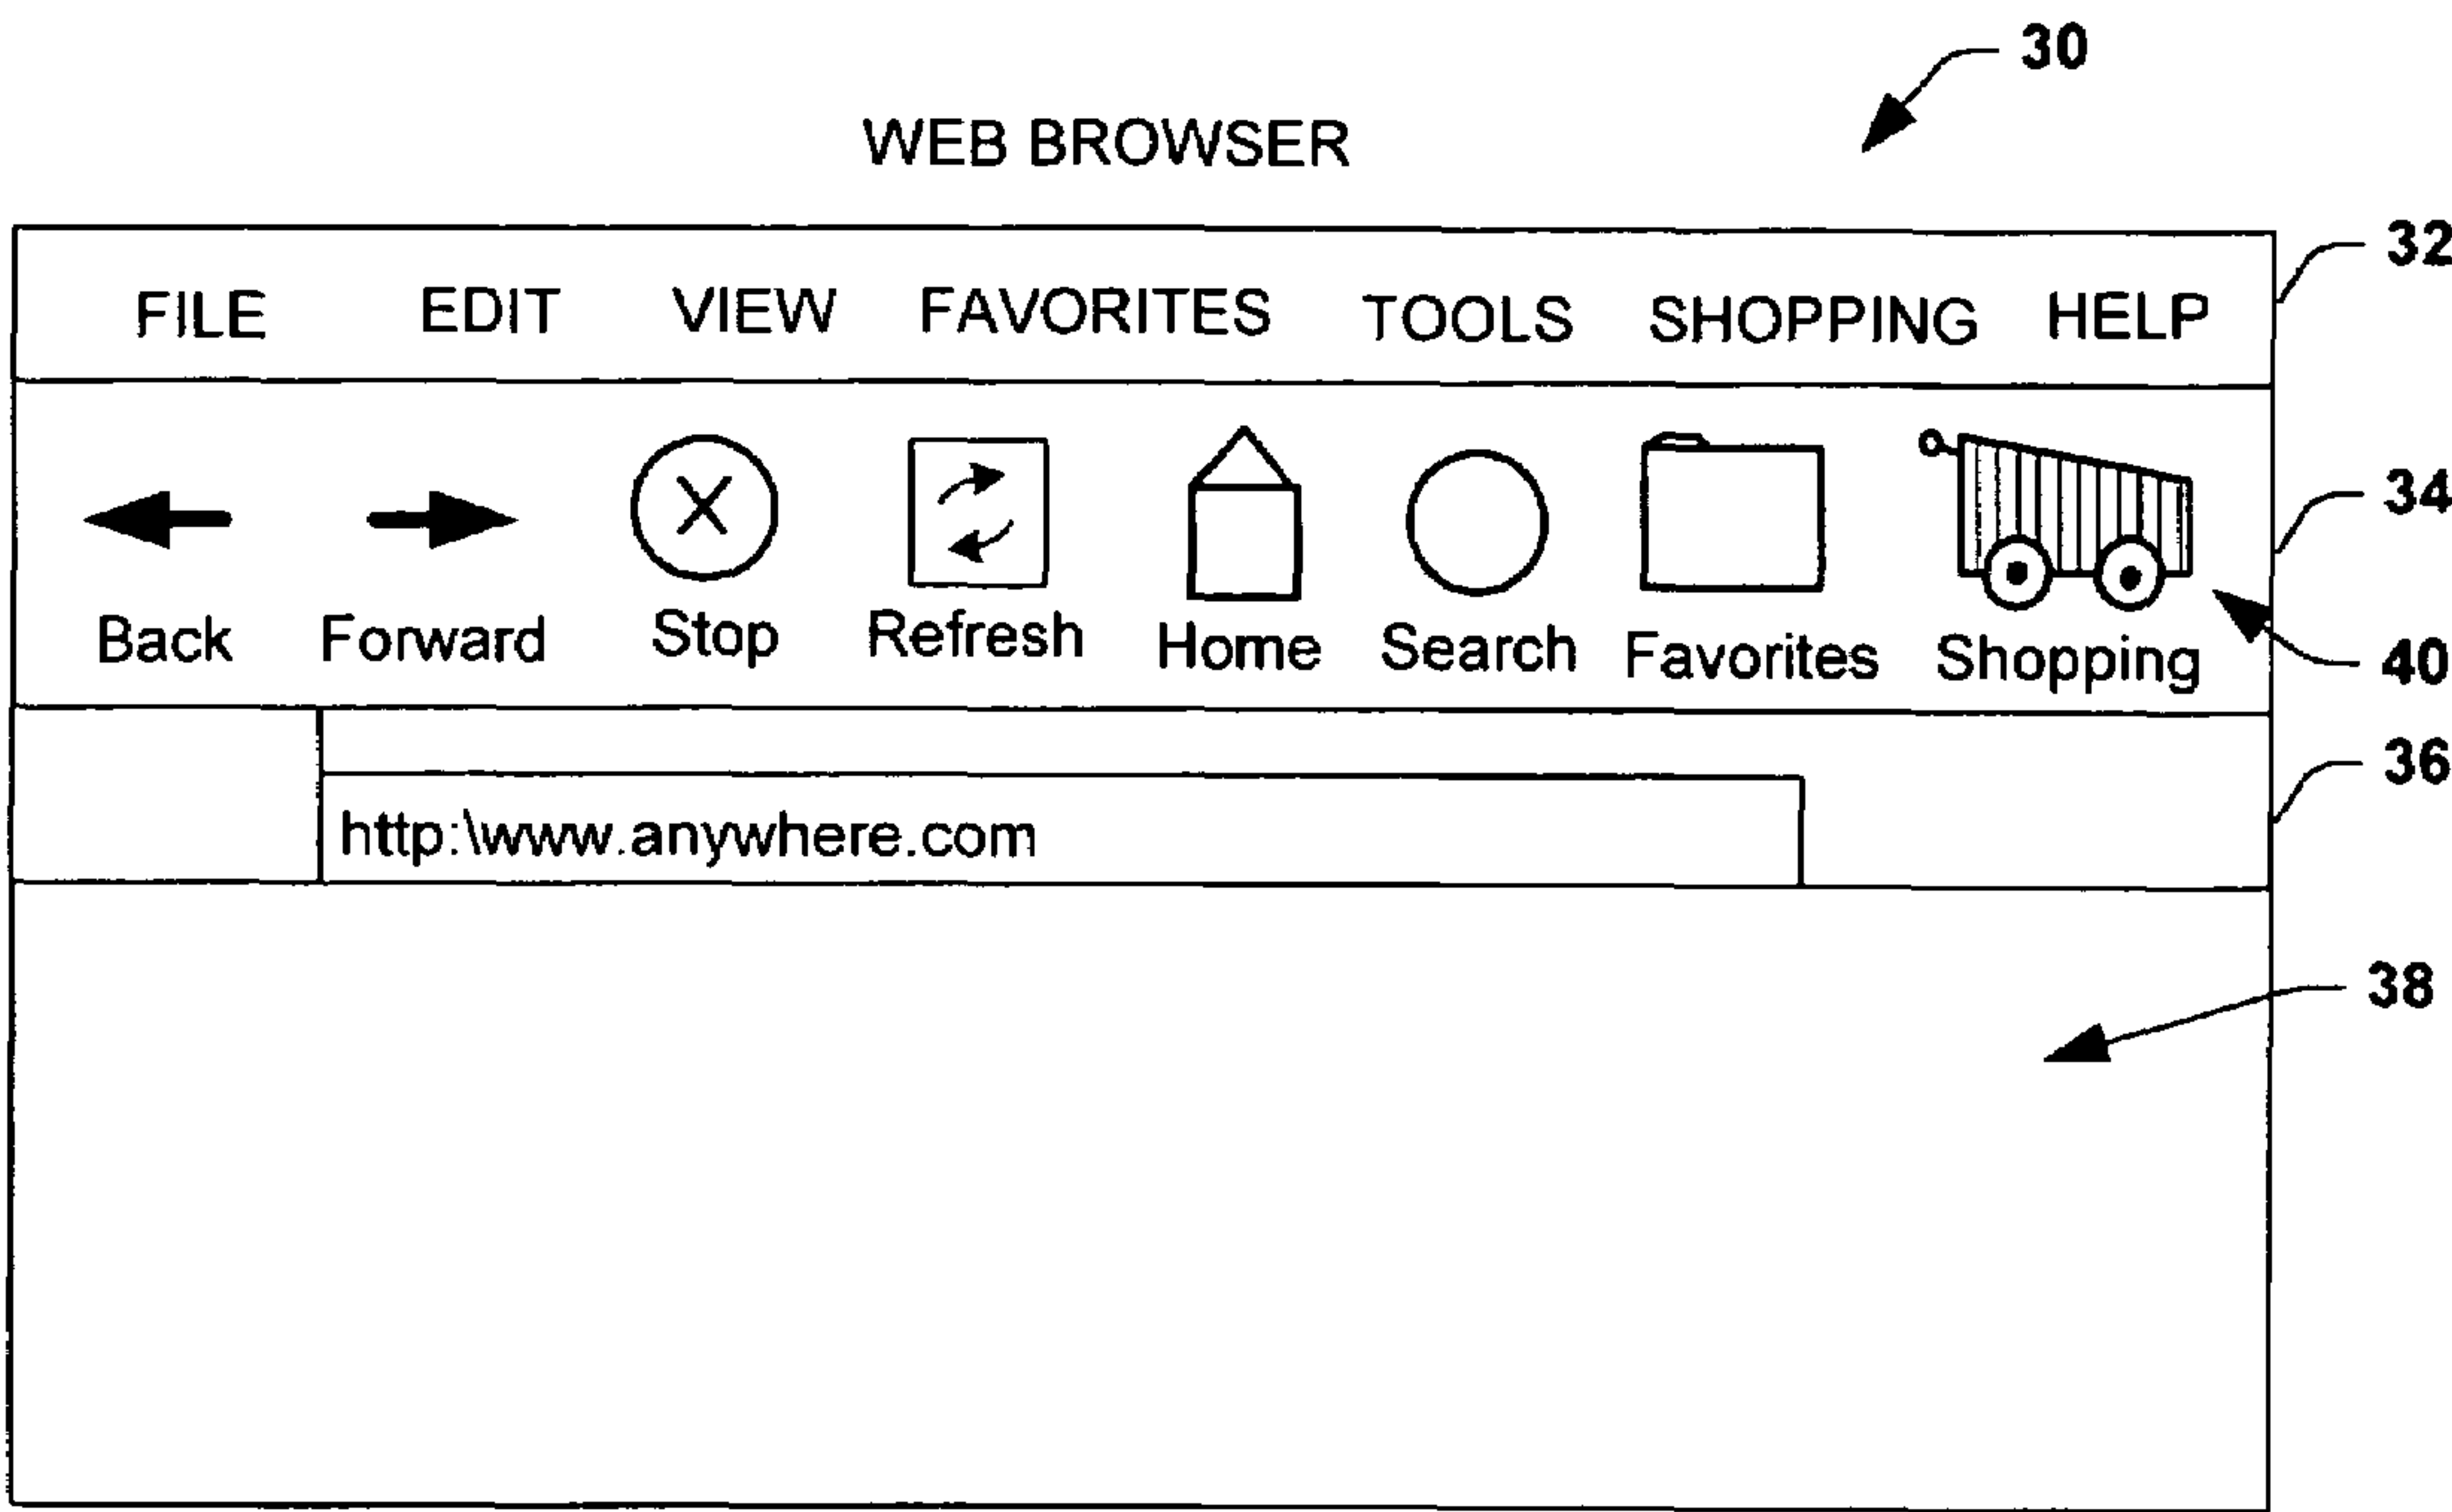 30
WEB BROWSER
32
FILE EDIT VIEW FAVORITES TOOLS SHOPPING HELP
34
Back Forward Stop Refresh Home Search Favorites Shopping
40
36
http:\www.anywhere.com
38